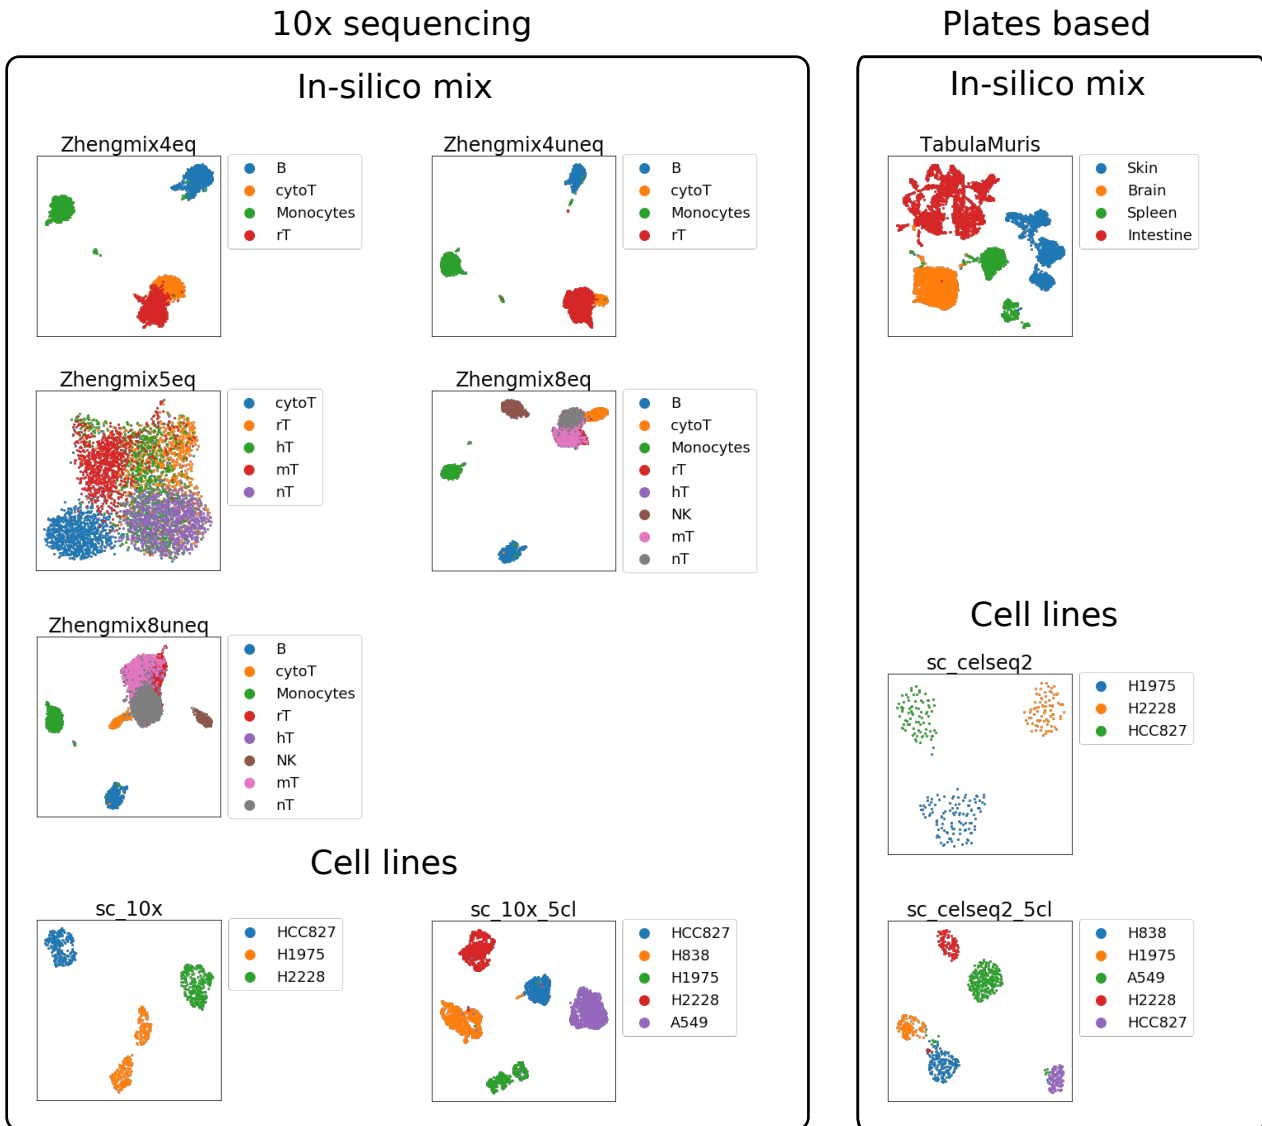 10x sequencing
In-silico mix
Zhengmix4eq
B
cytoT
Monocytes
rT
Zhengmix4uneq
B
cytoT
Monocytes
rT
Zhengmix5eq
cytoT
rT
hT
mT
nT
Zhengmix8eq
B
cytoT
Monocytes
rT
hT
NK
mT
nT
Zhengmix8uneq
B
cytoT
Monocytes
rT
hT
NK
mT
nT
Cell lines
sc_10x
HCC827
H1975
H2228
sc_10x_5cl
HCC827
H838
H1975
H2228
A549
Plates based
In-silico mix
TabulaMuris
Skin
Brain
Spleen
Intestine
Cell lines
sc_celseq2
H1975
H2228
HCC827
sc_celseq2_5cl
H838
H1975
A549
H2228
HCC827